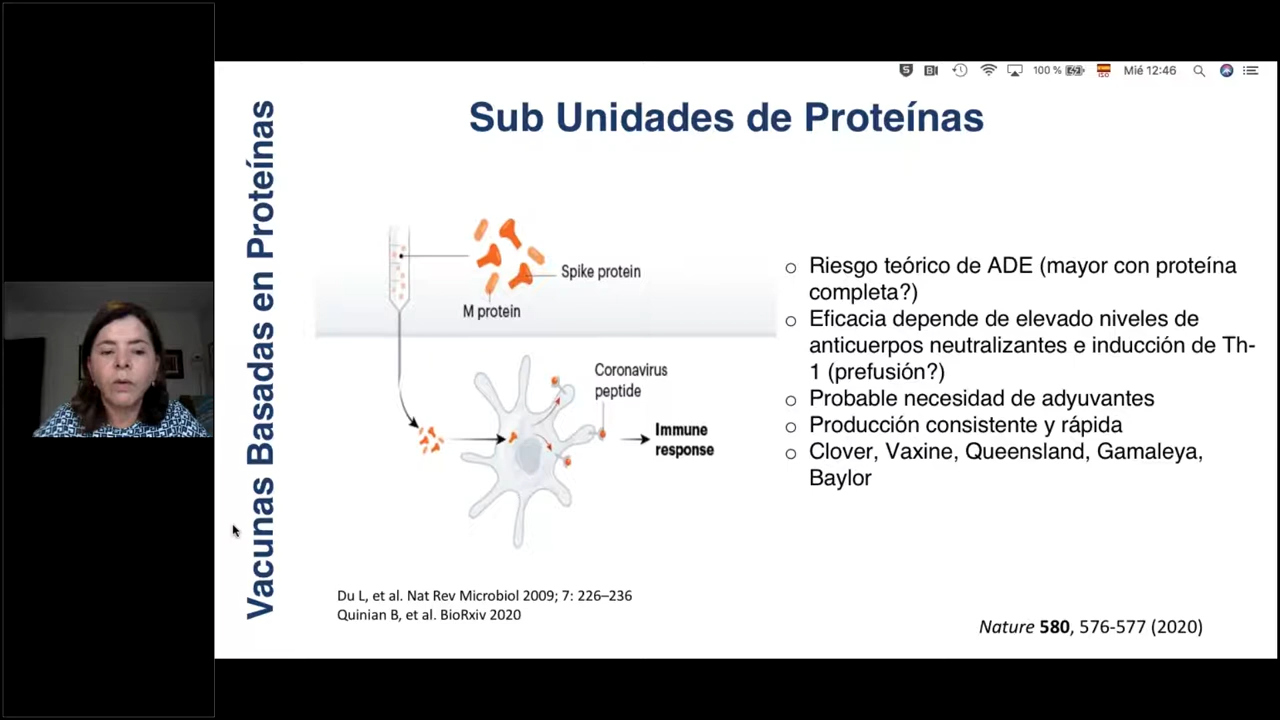 100 %
Mié 12:46
Sub Unidades de Proteínas
Vacunas Basadas en Proteínas
Spike protein
M protein
Coronavirus
peptide
Immune
response
o Riesgo teórico de ADE (mayor con proteína
completa?)
o Eficacia depende de elevado niveles de
anticuerpos neutralizantes e inducción de Th-
1 (prefusión?)
o Probable necesidad de adyuvantes
o Producción consistente y rápida
o Clover, Vaxine, Queensland, Gamaleya,
Baylor
Du L, et al. Nat Rev Microbiol 2009; 7: 226–236
Quinian B, et al. BioRxiv 2020
Nature 580, 576-577 (2020)